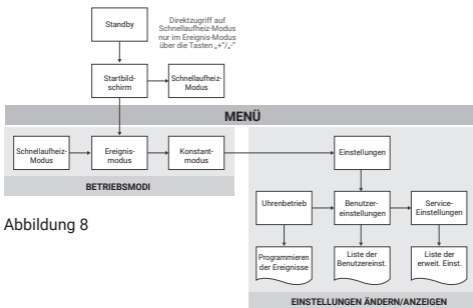 Standby
Direktzugriff auf
Schnellaufheiz-Modus
nur im Ereignis-Modus
über die Tasten „+“/„-“
Startbild-
schirm
Schnellaufheiz-
Modus
MENÜ
Schnellaufheiz-
Modus
Ereignis-
modus
Konstant-
modus
Einstellungen
BETRIEBSMODI
Uhrenbetrieb
Benutzer-
einstellungen
Service-
Einstellungen
Abbildung 8
Programmieren
der Ereignisse
Liste der
Benutzereinst.
Liste der
erweit. Einst.
EINSTELLUNGEN ÄNDERN/ANZEIGEN